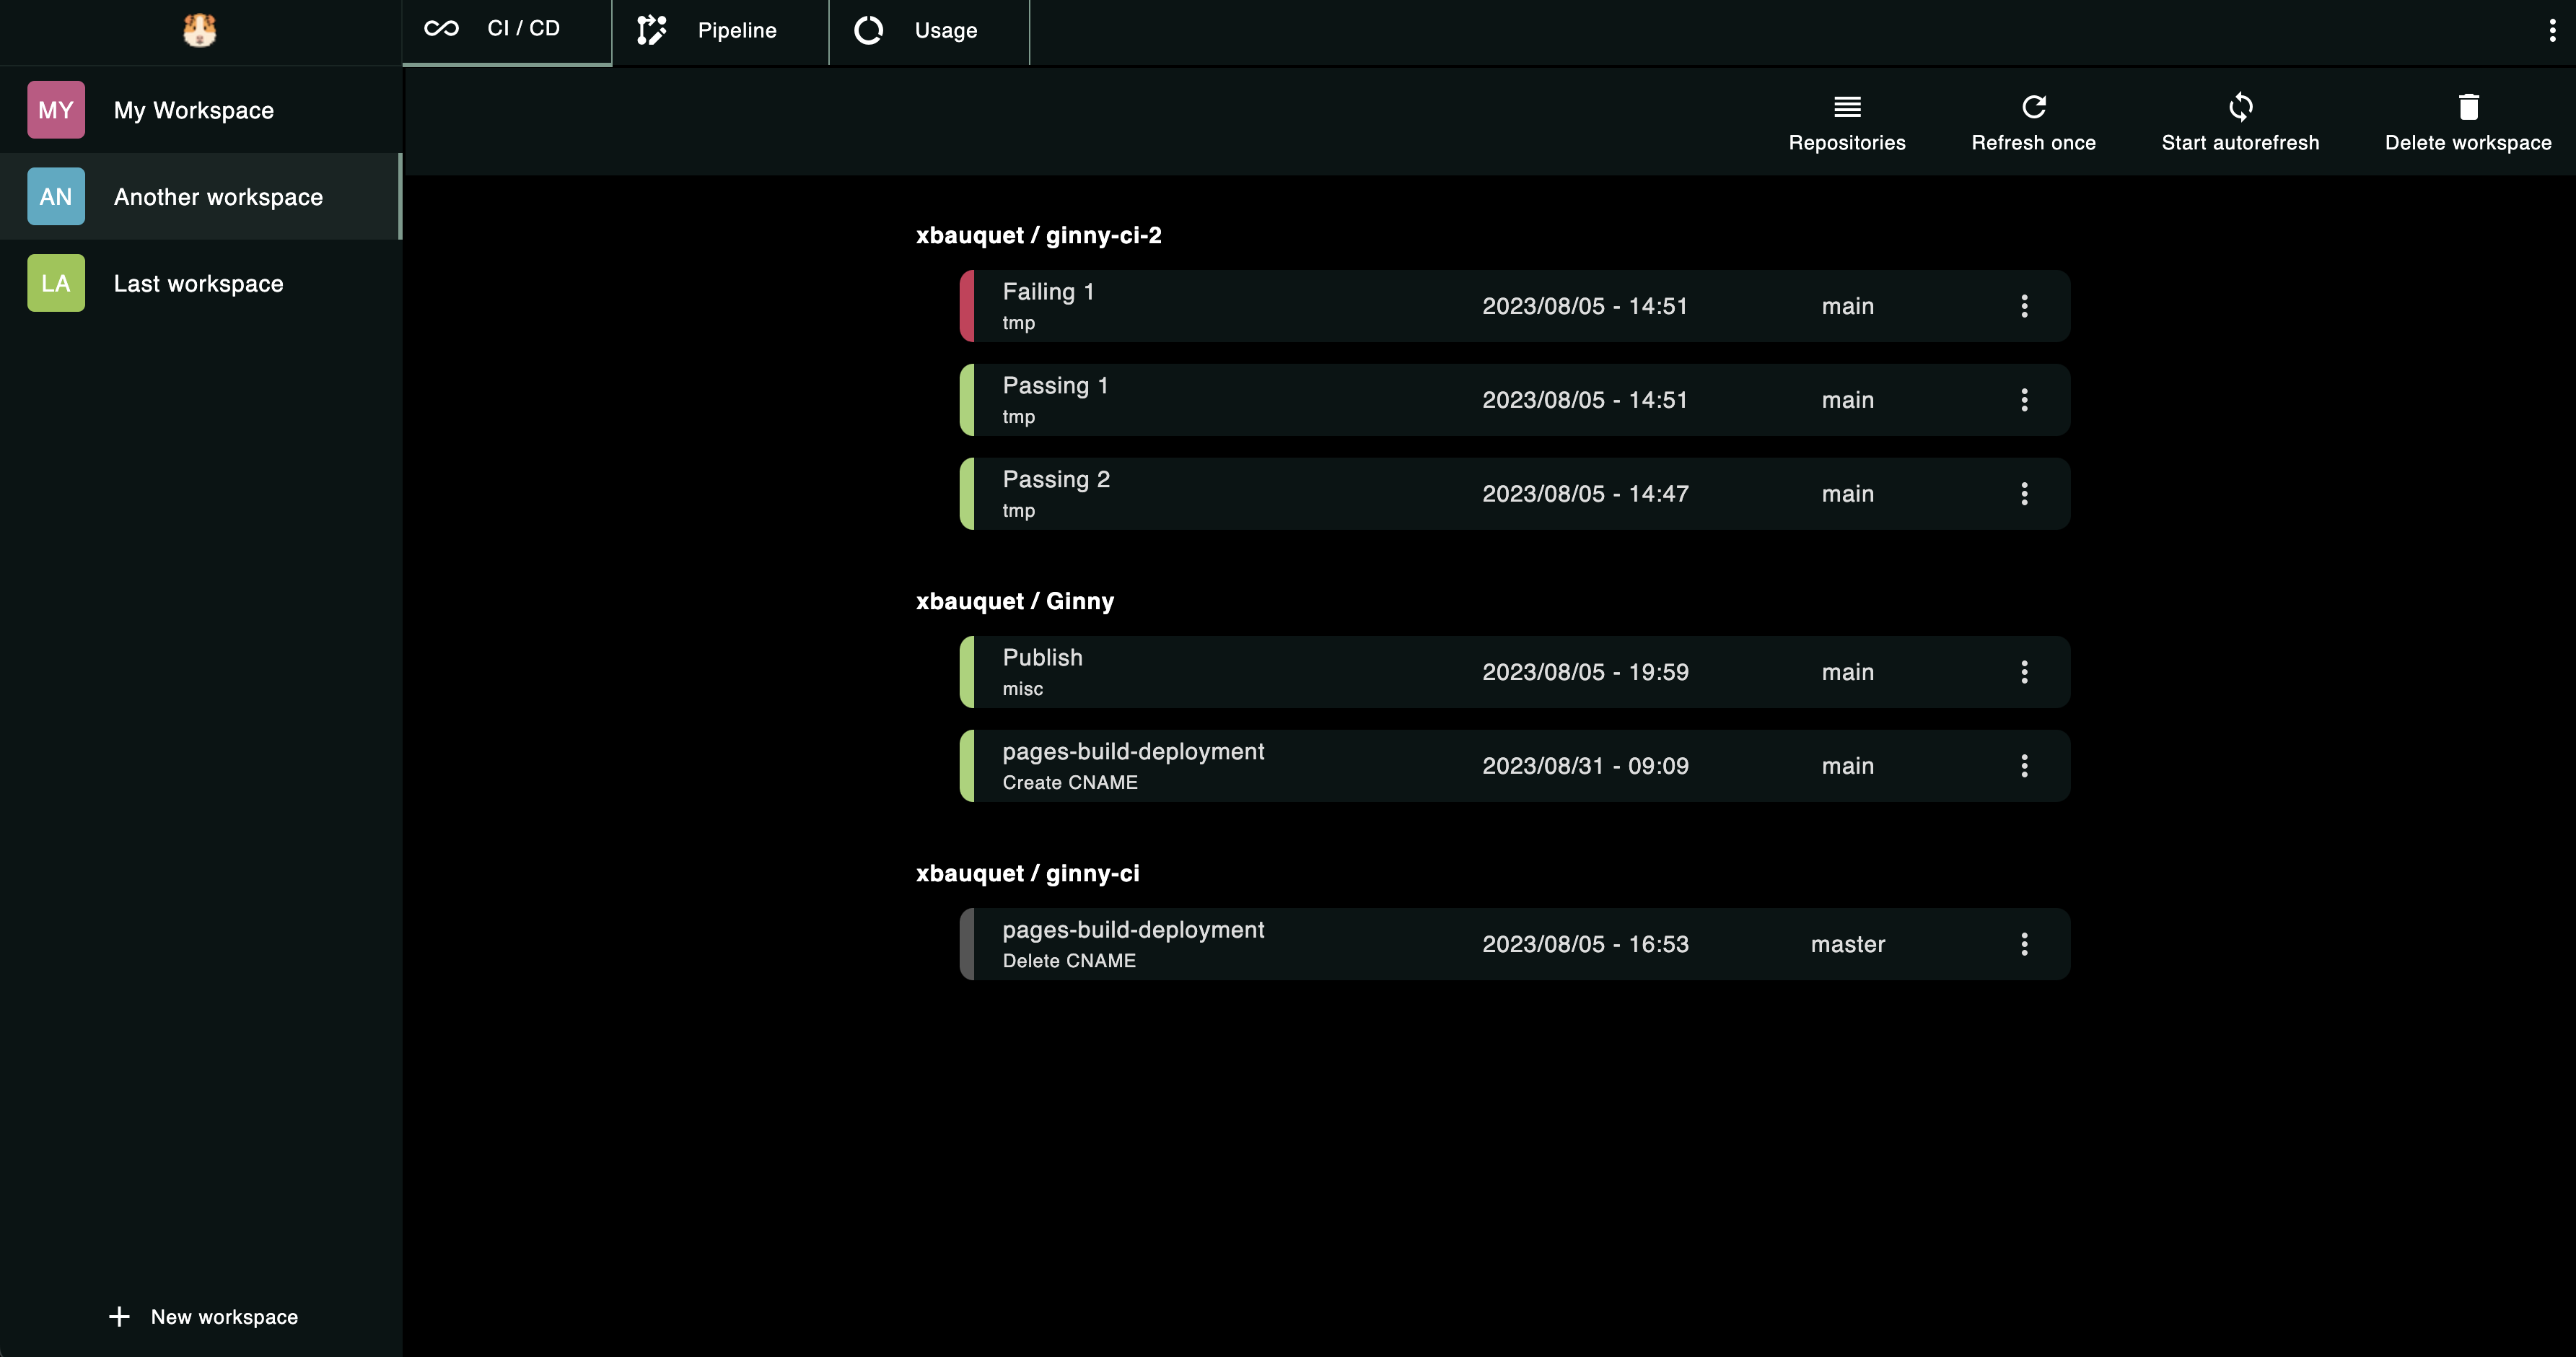 CI / CD
Pipeline
Usage
MY
My Workspace
AN
Another workspace
LA
Last workspace
New workspace
Repositories
Refresh once
Start autorefresh
Delete workspace
xbauquet / ginny-ci-2
Failing 1
tmp
2023/08/05 - 14:51
main
Passing 1
tmp
2023/08/05 - 14:51
main
Passing 2
tmp
2023/08/05 - 14:47
main
xbauquet / Ginny
Publish
misc
2023/08/05 - 19:59
main
pages-build-deployment
Create CNAME
2023/08/31 - 09:09
main
xbauquet / ginny-ci
pages-build-deployment
Delete CNAME
2023/08/05 - 16:53
master